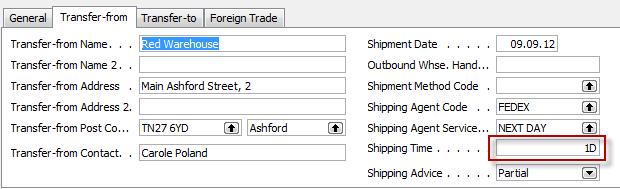 General Transfer-from Transfer-to Foreign Trade
Transfer-from Name . . . Red Warehouse
Transfer-from Name 2 . .
Transfer-from Address . Main Ashford Street, 2
Transfer-from Address 2.
Transfer-from Post Co... TN27 6YD Ashford
Transfer-from Contact. . Carole Poland
Shipment Date . . . . . 09.09.12
Outbound Whse. Hand...
Shipment Method Code .
Shipping Agent Code . . FEDEX
Shipping Agent Service... NEXT DAY
Shipping Time . . . . . 1D
Shipping Advice . . . . Partial